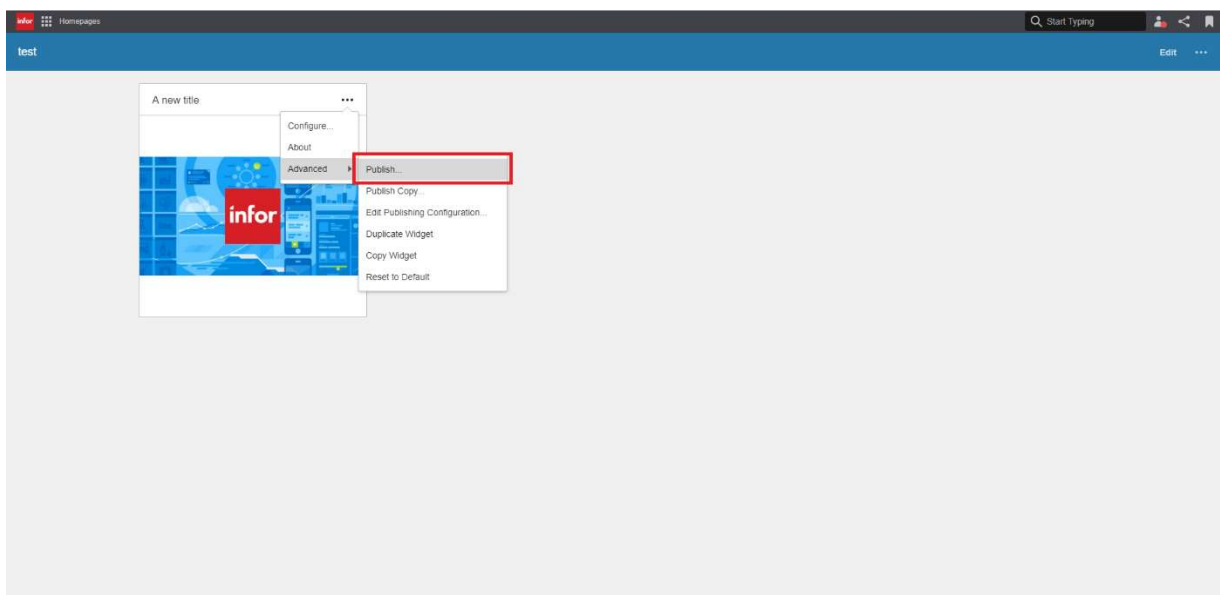 infor Homepages Start Typing
test Edit
A new title
Configure...
About
Advanced
Publish...
Publish Copy...
Edit Publishing Configuration...
Duplicate Widget
Copy Widget
Reset to Default
infor